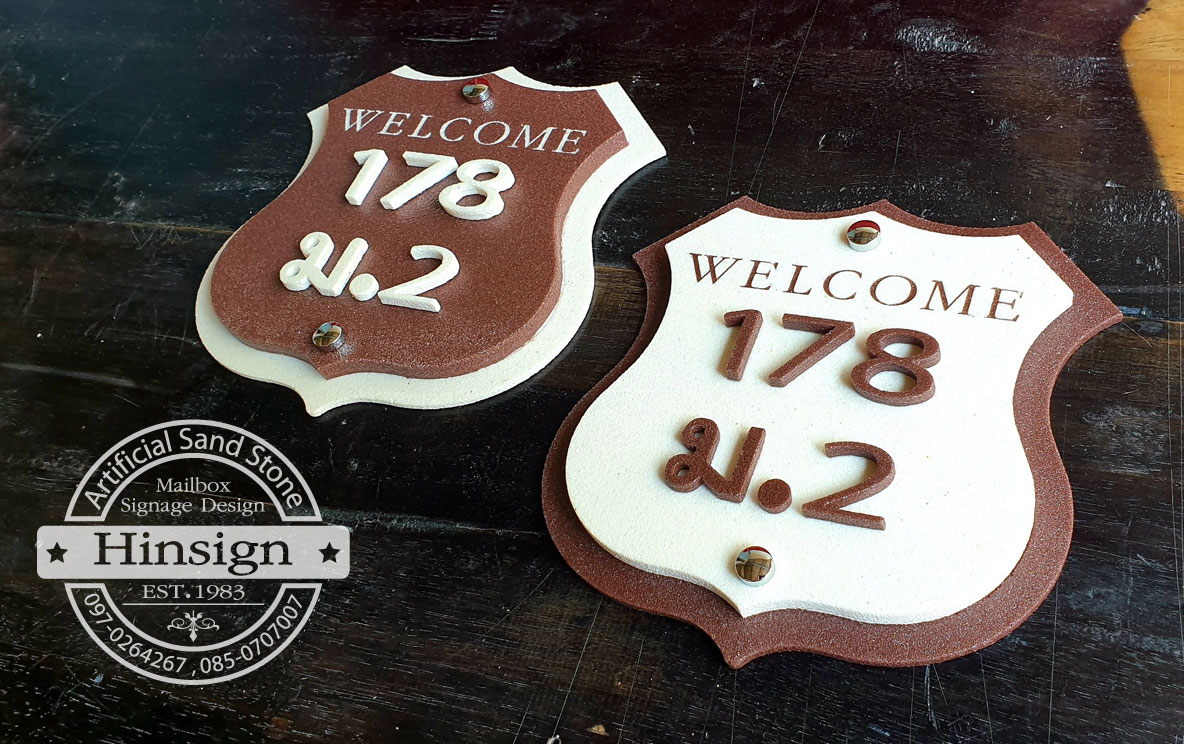 WELCOME
178
ม.2
WELCOME
178
ม.2
Artificial Sand Stone
Mailbox
Signage Design
Hinsign
EST.1983
097-0264267 , 085-0707007